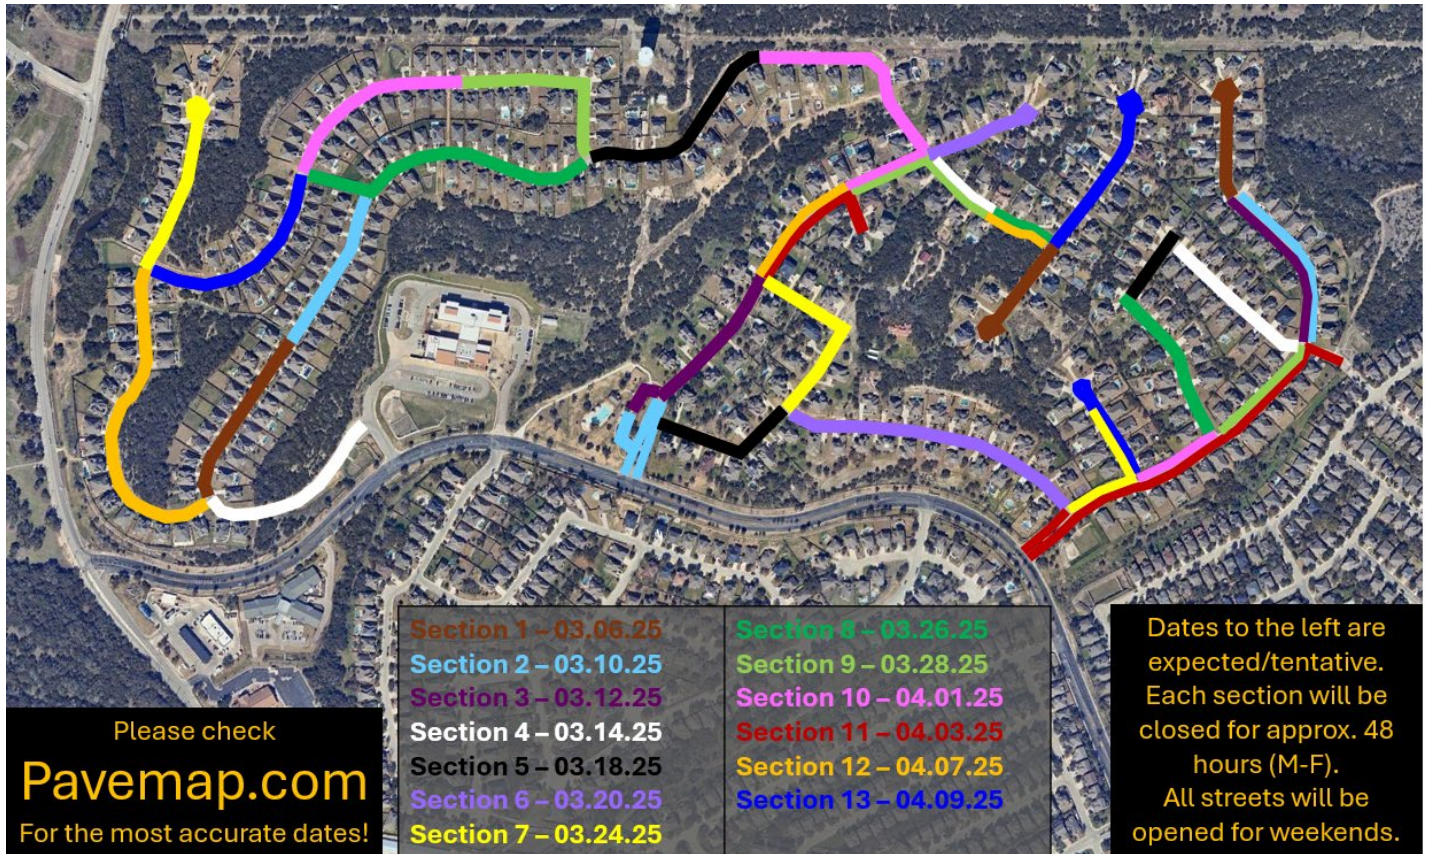 Section 1 – 03.06.25
Section 2 – 03.10.25
Section 3 – 03.12.25
Section 4 – 03.14.25
Section 5 – 03.18.25
Section 6 – 03.20.25
Section 7 – 03.24.25
Section 8 – 03.26.25
Section 9 – 03.28.25
Section 10 – 04.01.25
Section 11 – 04.03.25
Section 12 – 04.07.25
Section 13 – 04.09.25
Please check
Pavemap.com
For the most accurate dates!
Dates to the left are
expected/tentative.
Each section will be
closed for approx. 48
hours (M-F).
All streets will be
opened for weekends.